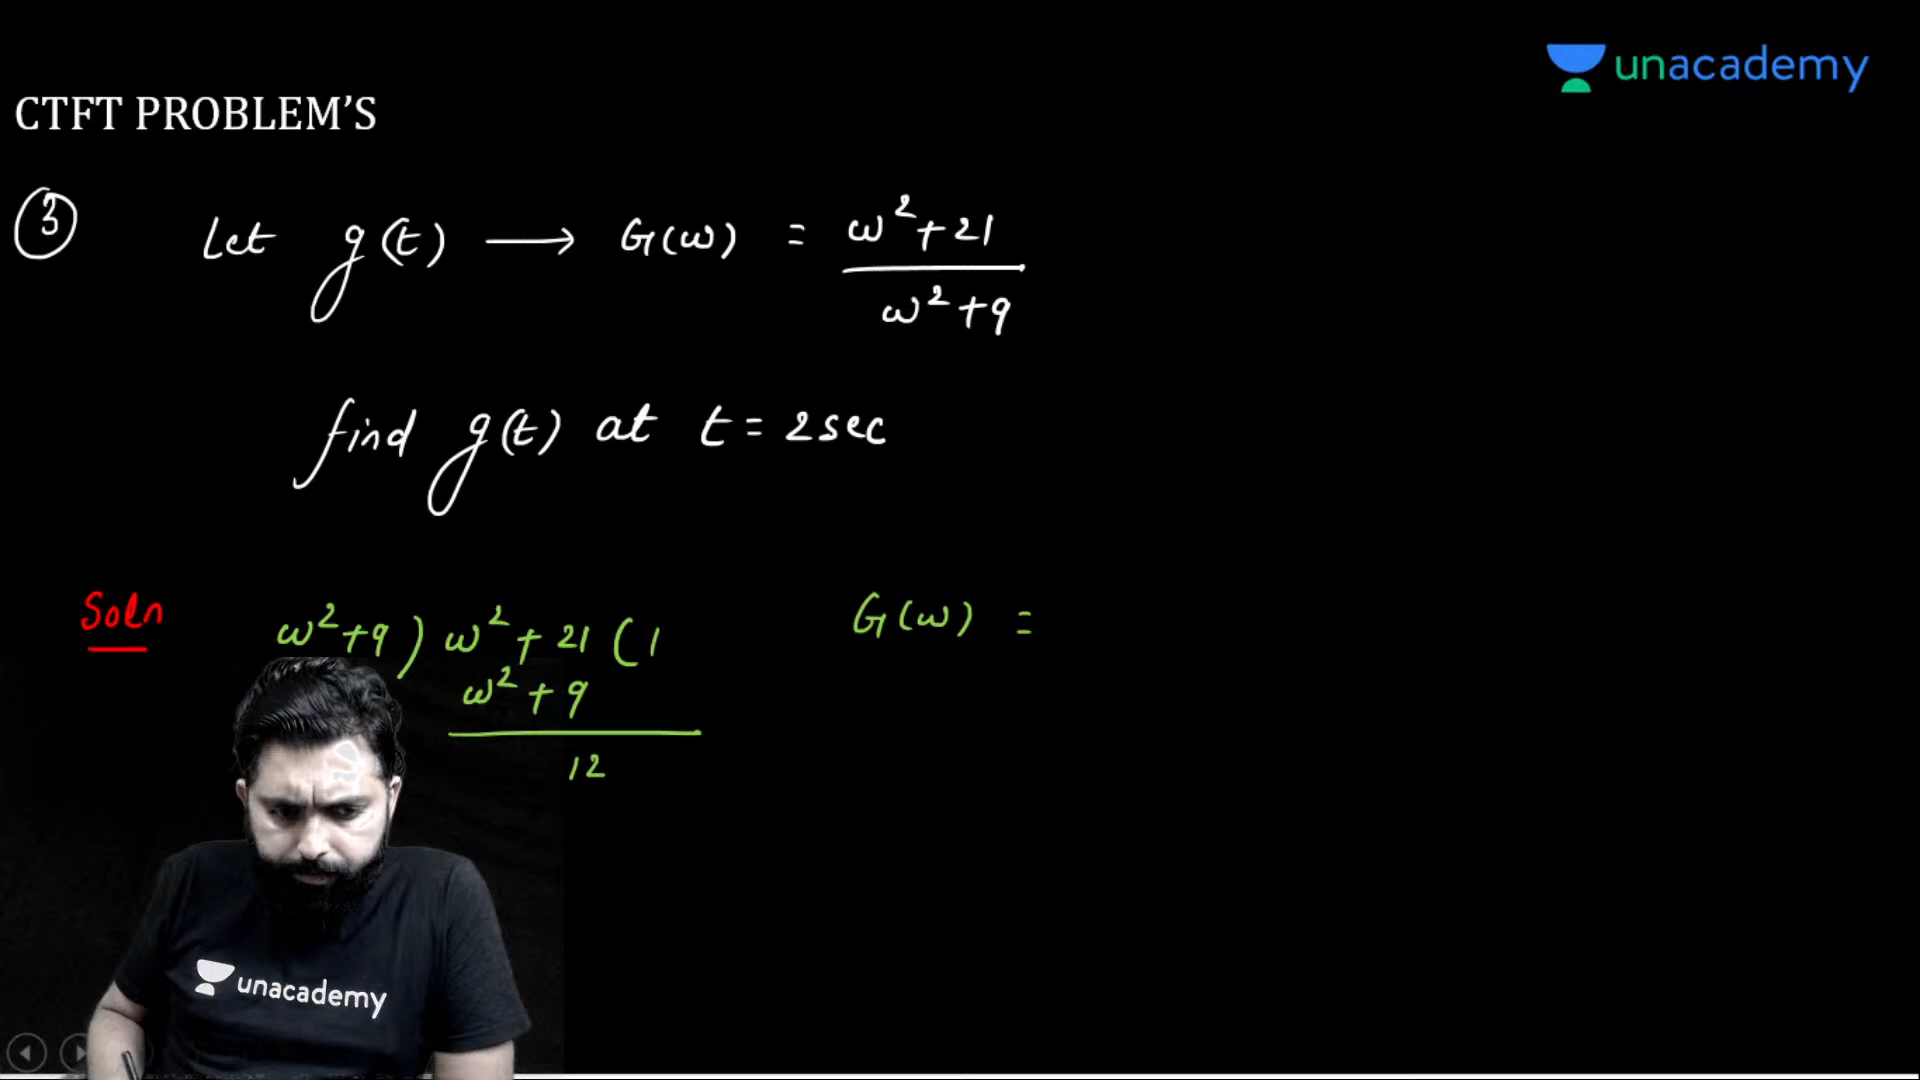 unacademy
CTFT PROBLEM’S
3 Let g(t) ⟶ G(ω) = ω²+21 / ω²+9
find g(t) at t = 2sec
Soln ω²+9 ) ω² + 21 ( 1 G(ω) =
ω² + 9
12
unacademy